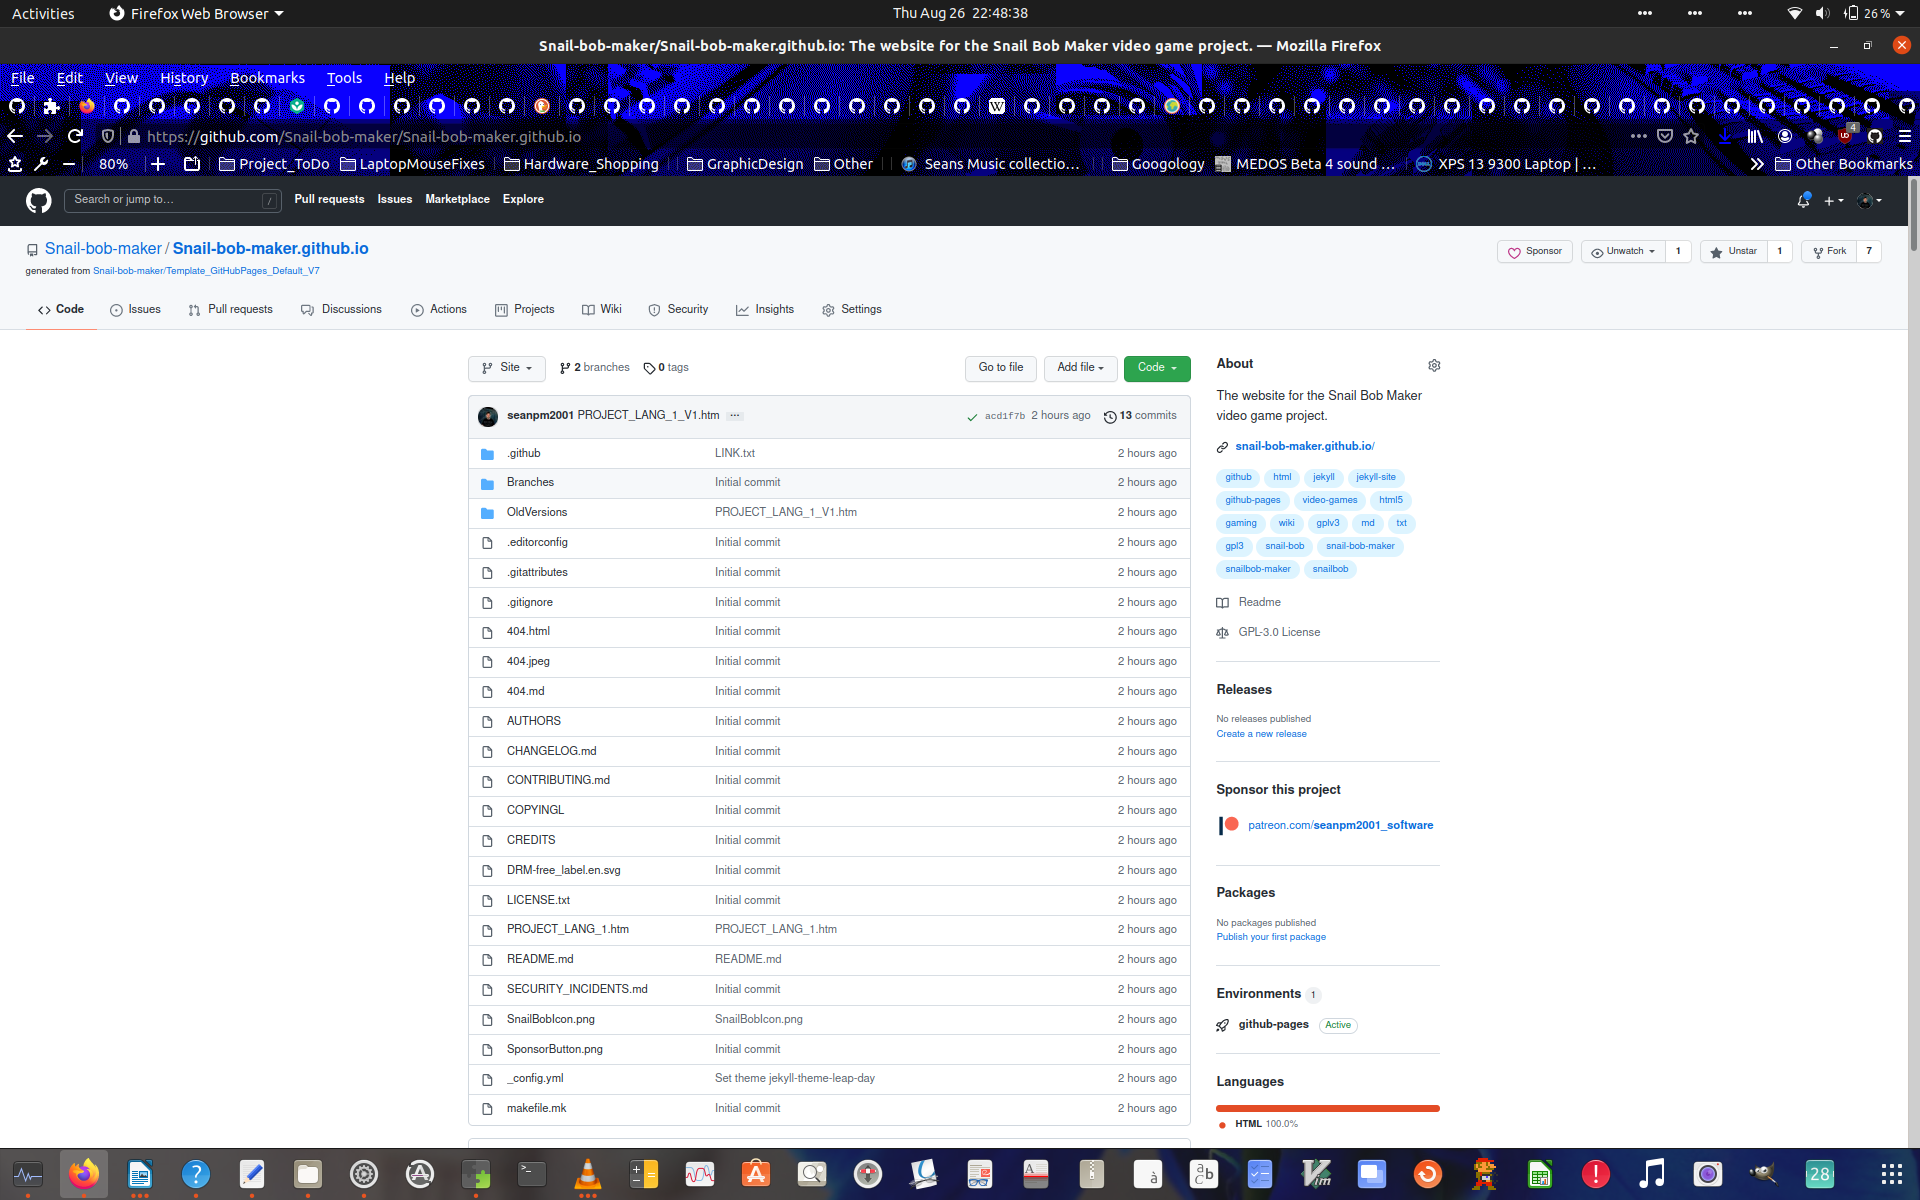 Activities Firefox Web Browser Thu Aug 26 22:48:38 26 %
Snail-bob-maker/Snail-bob-maker.github.io: The website for the Snail Bob Maker video game project. — Mozilla Firefox
File Edit View History Bookmarks Tools Help
https://github.com/Snail-bob-maker/Snail-bob-maker.github.io 4
80% Project_ToDo LaptopMouseFixes Hardware_Shopping GraphicDesign Other Seans Music collectio… Googology MEDOS Beta 4 sound … XPS 13 9300 Laptop | … Other Bookmarks
Search or jump to… / Pull requests Issues Marketplace Explore
Snail-bob-maker / Snail-bob-maker.github.io Sponsor Unwatch 1 Unstar 1 Fork 7
generated from Snail-bob-maker/Template_GitHubPages_Default_V7
Code Issues Pull requests Discussions Actions Projects Wiki Security Insights Settings
Site 2 branches 0 tags Go to file Add file Code
seanpm2001 PROJECT_LANG_1_V1.htm ... acd1f7b 2 hours ago 13 commits
.github LINK.txt 2 hours ago
Branches Initial commit 2 hours ago
OldVersions PROJECT_LANG_1_V1.htm 2 hours ago
.editorconfig Initial commit 2 hours ago
.gitattributes Initial commit 2 hours ago
.gitignore Initial commit 2 hours ago
404.html Initial commit 2 hours ago
404.jpeg Initial commit 2 hours ago
404.md Initial commit 2 hours ago
AUTHORS Initial commit 2 hours ago
CHANGELOG.md Initial commit 2 hours ago
CONTRIBUTING.md Initial commit 2 hours ago
COPYINGL Initial commit 2 hours ago
CREDITS Initial commit 2 hours ago
DRM-free_label.en.svg Initial commit 2 hours ago
LICENSE.txt Initial commit 2 hours ago
PROJECT_LANG_1.htm PROJECT_LANG_1.htm 2 hours ago
README.md README.md 2 hours ago
SECURITY_INCIDENTS.md Initial commit 2 hours ago
SnailBobIcon.png SnailBobIcon.png 2 hours ago
SponsorButton.png Initial commit 2 hours ago
_config.yml Set theme jekyll-theme-leap-day 2 hours ago
makefile.mk Initial commit 2 hours ago
About
The website for the Snail Bob Maker
video game project.
snail-bob-maker.github.io/
github html jekyll jekyll-site
github-pages video-games html5
gaming wiki gplv3 md txt
gpl3 snail-bob snail-bob-maker
snailbob-maker snailbob
Readme
GPL-3.0 License
Releases
No releases published
Create a new release
Sponsor this project
patreon.com/seanpm2001_software
Packages
No packages published
Publish your first package
Environments 1
github-pages Active
Languages
HTML 100.0%
28